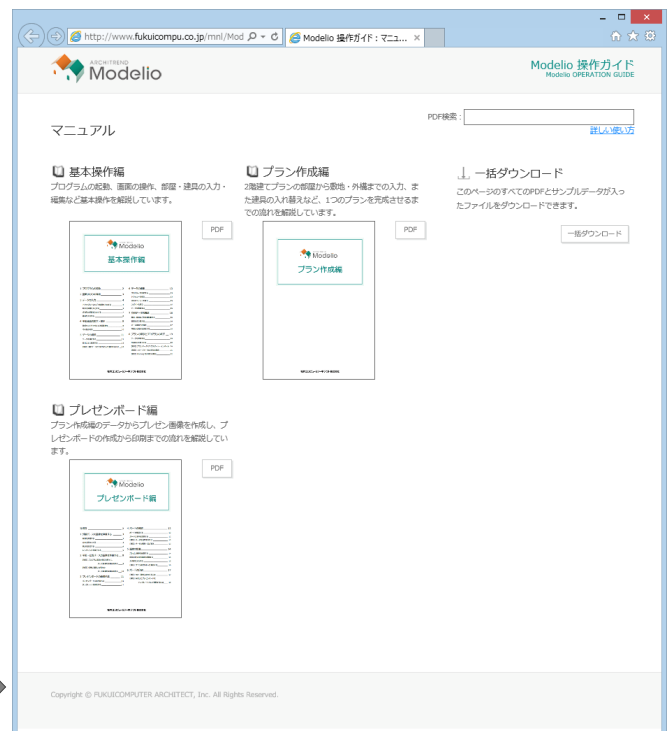 http://www.fukuicompu.co.jp/mnl/Mod
Modelio 操作ガイド : マニュ...
ARCHITREND
Modelio
Modelio 操作ガイド
Modelio OPERATION GUIDE
マニュアル
PDF検索 :
詳しい使い方
基本操作編
プログラムの起動、画面の操作、部屋・建具の入力・
編集など基本操作を解説しています。
PDF
Modelio
基本操作編
プラン作成編
2階建てプランの部屋から敷地・外構までの入力、ま
た建具の入れ替えなど、1つのプランを完成させるま
での流れを解説しています。
PDF
Modelio
プラン作成編
一括ダウンロード
このページのすべてのPDFとサンプルデータが入っ
たファイルをダウンロードできます。
一括ダウンロード
プレゼンボード編
プラン作成編のデータからプレゼン画像を作成し、プ
レゼンボードの作成から印刷までの流れを解説してい
ます。
PDF
Modelio
プレゼンボード編
Copyright © FUKUICOMPUTER ARCHITECT, Inc. All Rights Reserved.